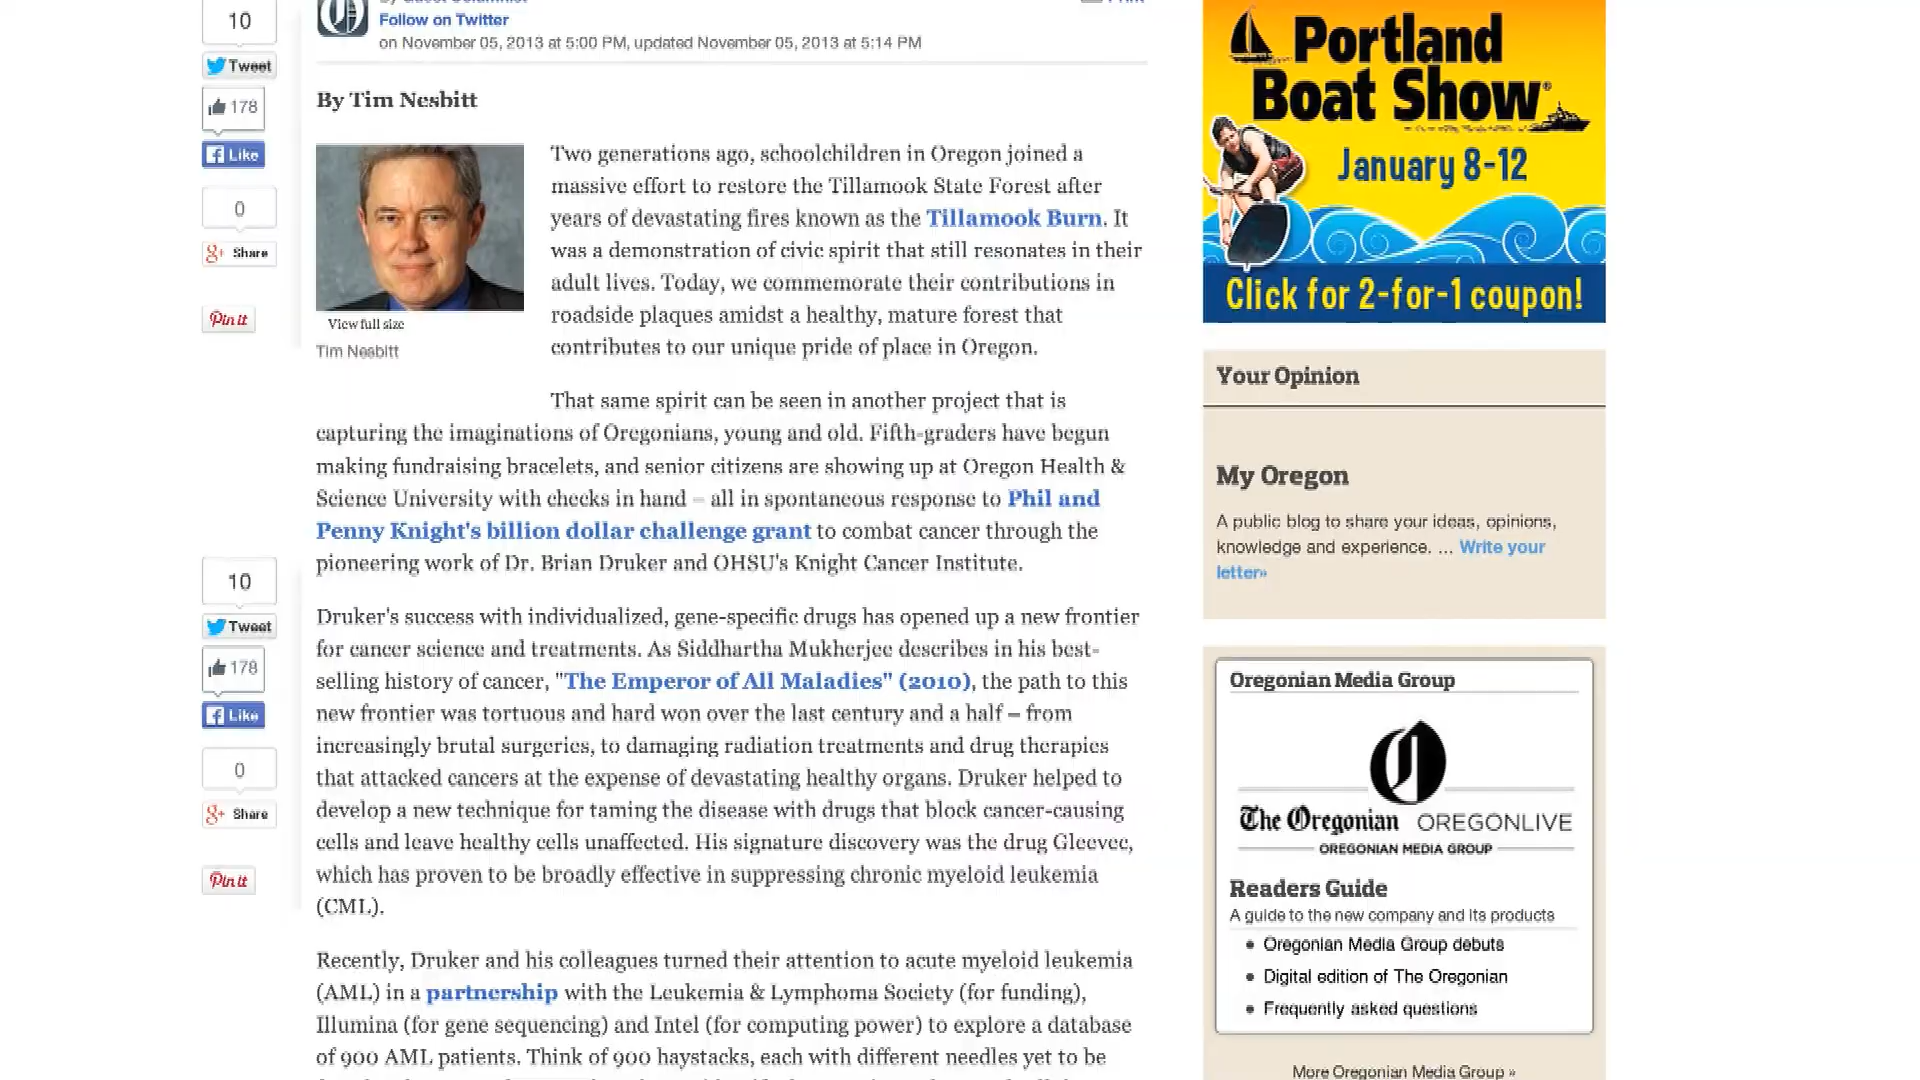 10
Tweet
178
Like
0
Share
Pin it
Follow on Twitter
on November 05, 2013 at 5:00 PM, updated November 05, 2013 at 5:14 PM
By Tim Nesbitt
View full size
Tim Nesbitt
Two generations ago, schoolchildren in Oregon joined a
massive effort to restore the Tillamook State Forest after
years of devastating fires known as the Tillamook Burn. It
was a demonstration of civic spirit that still resonates in their
adult lives. Today, we commemorate their contributions in
roadside plaques amidst a healthy, mature forest that
contributes to our unique pride of place in Oregon.
That same spirit can be seen in another project that is
capturing the imaginations of Oregonians, young and old. Fifth-graders have begun
making fundraising bracelets, and senior citizens are showing up at Oregon Health &
Science University with checks in hand – all in spontaneous response to Phil and
Penny Knight's billion dollar challenge grant to combat cancer through the
pioneering work of Dr. Brian Druker and OHSU's Knight Cancer Institute.
10
Tweet
178
Like
0
Share
Pin it
Druker's success with individualized, gene-specific drugs has opened up a new frontier
for cancer science and treatments. As Siddhartha Mukherjee describes in his best-
selling history of cancer, "The Emperor of All Maladies" (2010), the path to this
new frontier was tortuous and hard won over the last century and a half – from
increasingly brutal surgeries, to damaging radiation treatments and drug therapies
that attacked cancers at the expense of devastating healthy organs. Druker helped to
develop a new technique for taming the disease with drugs that block cancer-causing
cells and leave healthy cells unaffected. His signature discovery was the drug Gleevec,
which has proven to be broadly effective in suppressing chronic myeloid leukemia
(CML).
Recently, Druker and his colleagues turned their attention to acute myeloid leukemia
(AML) in a partnership with the Leukemia & Lymphoma Society (for funding),
Illumina (for gene sequencing) and Intel (for computing power) to explore a database
of 900 AML patients. Think of 900 haystacks, each with different needles yet to be
Portland
Boat Show®
January 8-12
Click for 2-for-1 coupon!
Your Opinion
My Oregon
A public blog to share your ideas, opinions,
knowledge and experience. ... Write your
letter»
Oregonian Media Group
The Oregonian OREGONLIVE
OREGONIAN MEDIA GROUP
Readers Guide
A guide to the new company and its products
• Oregonian Media Group debuts
• Digital edition of The Oregonian
• Frequently asked questions
More Oregonian Media Group »